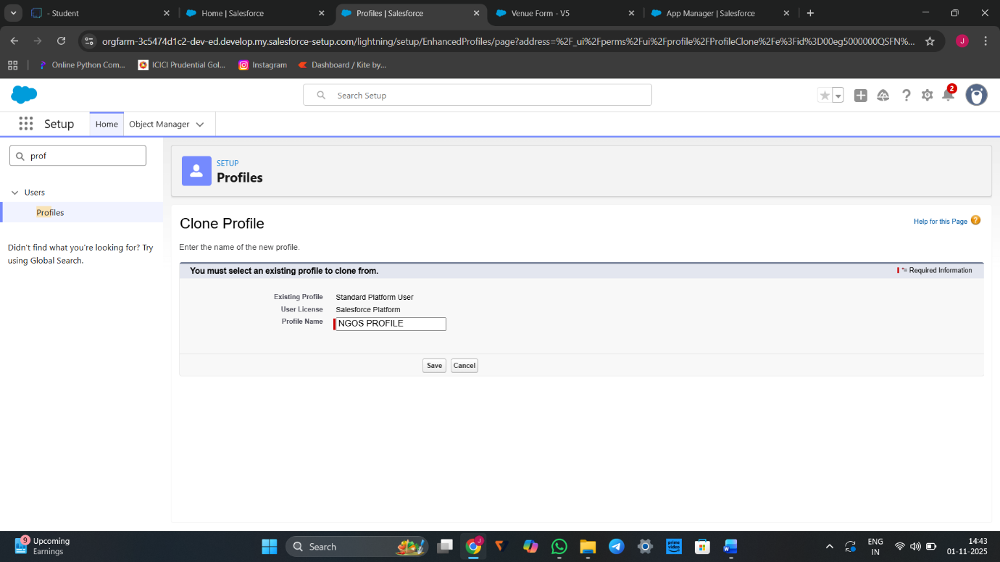 - Student
Home | Salesforce
Profiles | Salesforce
Venue Form - V5
App Manager | Salesforce
orgfarm-3c5474d1c2-dev-ed.develop.my.salesforce-setup.com/lightning/setup/EnhancedProfiles/page?address=%2F_ui%2Fperms%2Fui%2Fprofile%2FProfileClone%2Fe%3Fid%3D00eg5000000QSFN%...
J
Online Python Com...
ICICI Prudential Gol...
Instagram
Dashboard / Kite by...
Search Setup
2
Setup
Home
Object Manager
prof
Users
Profiles
Didn't find what you're looking for? Try
using Global Search.
SETUP
Profiles
Clone Profile
Help for this Page
Enter the name of the new profile.
You must select an existing profile to clone from.
= Required Information
Existing Profile Standard Platform User
User License Salesforce Platform
Profile Name NGOS PROFILE
Save Cancel
9
Upcoming
Earnings
Search
J
prime video
W
ENG
IN
14:43
01-11-2025